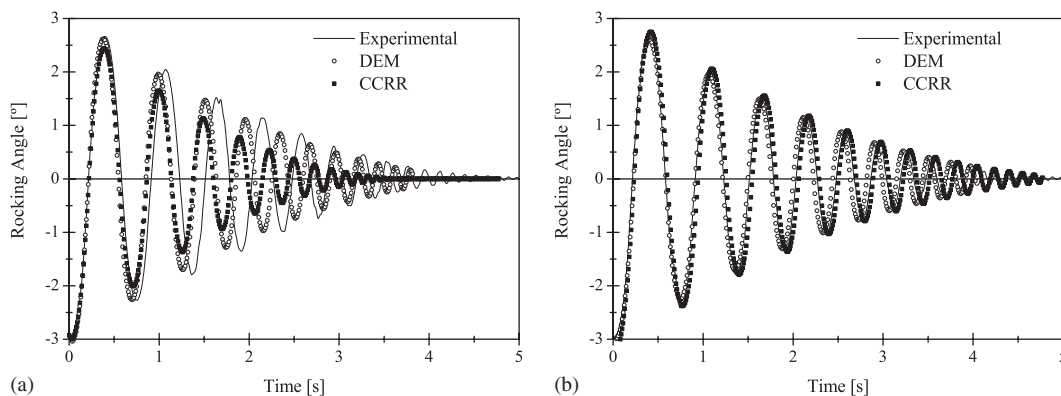 3
2
1
0
-1
-2
-3
Rocking Angle [°]
Experimental
DEM
CCRR
0 1 2 3 4 5
Time [s]
(a)
3
2
1
0
-1
-2
-3
Rocking Angle [°]
Experimental
DEM
CCRR
0 1 2 3 4 5
Time [s]
(b)